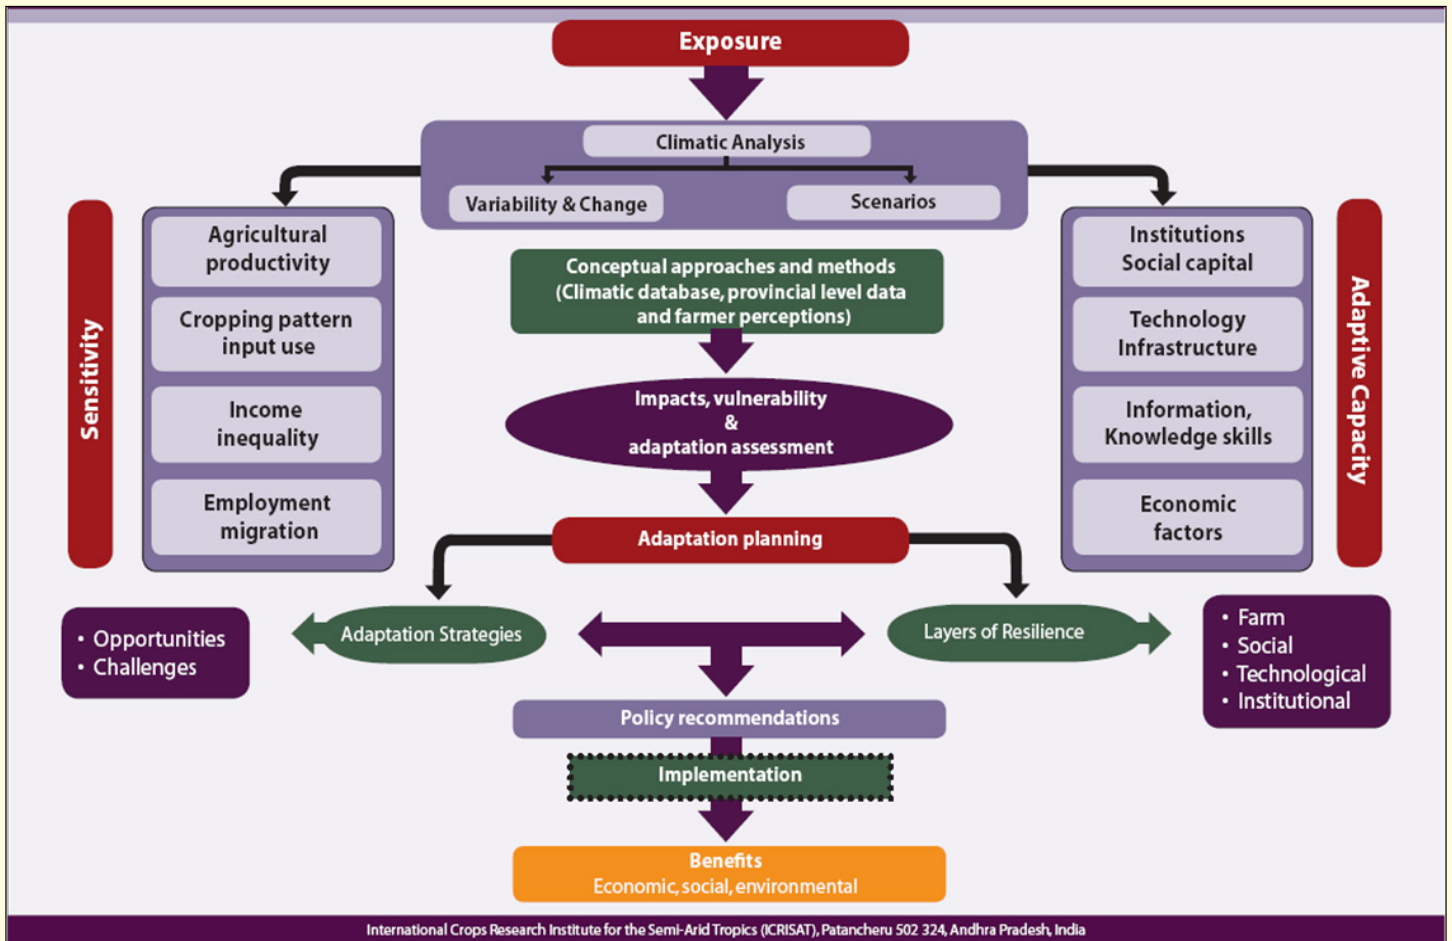 Exposure
Climatic Analysis
Variability & Change
Scenarios
Sensitivity
Agricultural
productivity
Cropping pattern
input use
Income
inequality
Employment
migration
Conceptual approaches and methods
(Climatic database, provincial level data
and farmer perceptions)
Impacts, vulnerability
&
adaptation assessment
Institutions
Social capital
Technology
Infrastructure
Information,
Knowledge skills
Economic
factors
Adaptive Capacity
Adaptation planning
• Opportunities
• Challenges
Adaptation Strategies
Layers of Resilience
• Farm
• Social
• Technological
• Institutional
Policy recommendations
Implementation
Benefits
Economic, social, environmental
International Crops Research Institute for the Semi-Arid Tropics (ICRISAT), Patancheru 502 324, Andhra Pradesh, India